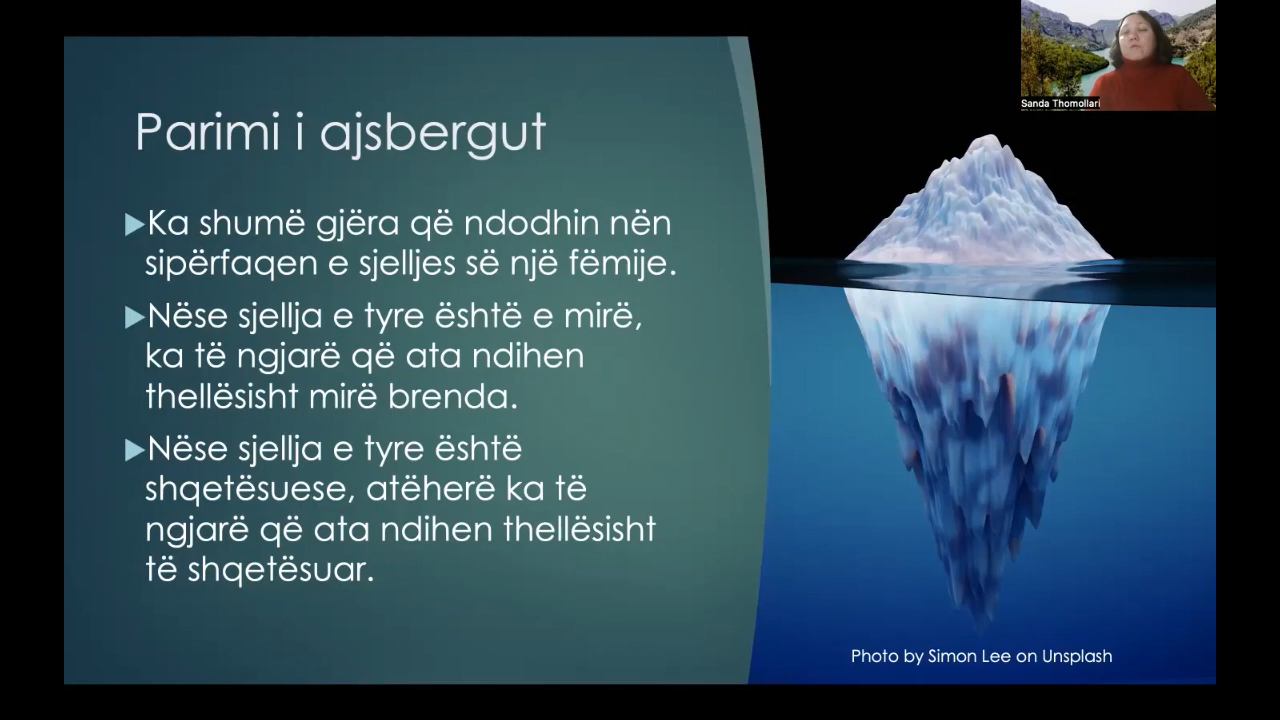 Sanda Thomollari
Parimi i ajsbergut
Ka shumë gjëra që ndodhin nën
sipërfaqen e sjelljes së një fëmije.
Nëse sjellja e tyre është e mirë,
ka të ngjarë që ata ndihen
thellësisht mirë brenda.
Nëse sjellja e tyre është
shqetësuese, atëherë ka të
ngjarë që ata ndihen thellësisht
të shqetësuar.
Photo by Simon Lee on Unsplash